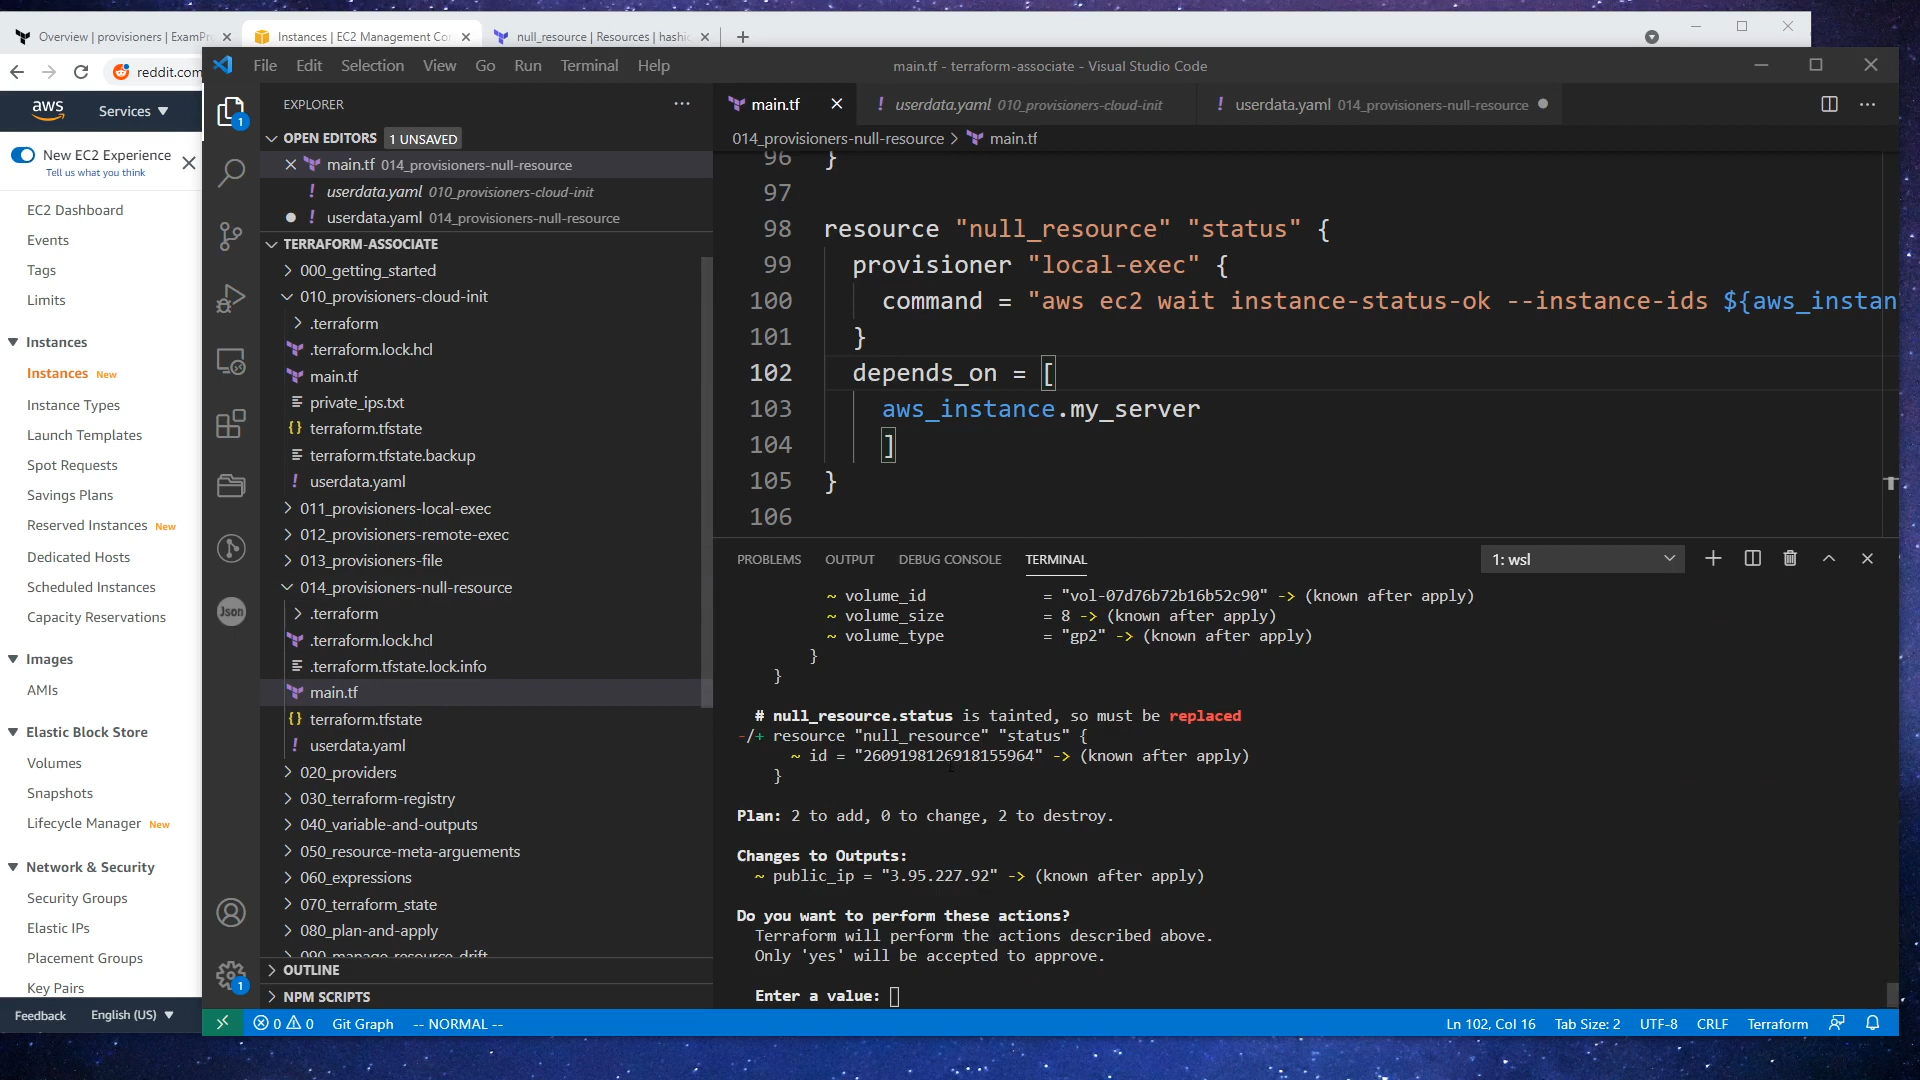 Overview | provisioners | ExamPr
Instances | EC2 Management Con
null_resource | Resources | hashic
reddit.com
File Edit Selection View Go Run Terminal Help
main.tf - terraform-associate - Visual Studio Code
aws
Services
New EC2 Experience
Tell us what you think
EC2 Dashboard
Events
Tags
Limits
Instances
Instances New
Instance Types
Launch Templates
Spot Requests
Savings Plans
Reserved Instances New
Dedicated Hosts
Scheduled Instances
Capacity Reservations
Images
AMIs
Elastic Block Store
Volumes
Snapshots
Lifecycle Manager New
Network & Security
Security Groups
Elastic IPs
Placement Groups
Key Pairs
Feedback English (US)
1
Json
1
EXPLORER
OPEN EDITORS 1 UNSAVED
main.tf 014_provisioners-null-resource
! userdata.yaml 010_provisioners-cloud-init
! userdata.yaml 014_provisioners-null-resource
TERRAFORM-ASSOCIATE
000_getting_started
010_provisioners-cloud-init
.terraform
.terraform.lock.hcl
main.tf
private_ips.txt
{} terraform.tfstate
terraform.tfstate.backup
! userdata.yaml
011_provisioners-local-exec
012_provisioners-remote-exec
013_provisioners-file
014_provisioners-null-resource
.terraform
.terraform.lock.hcl
.terraform.tfstate.lock.info
main.tf
{} terraform.tfstate
! userdata.yaml
020_providers
030_terraform-registry
040_variable-and-outputs
050_resource-meta-arguements
060_expressions
070_terraform_state
080_plan-and-apply
090_manage_resource_drift
OUTLINE
NPM SCRIPTS
main.tf
! userdata.yaml 010_provisioners-cloud-init
! userdata.yaml 014_provisioners-null-resource
014_provisioners-null-resource > main.tf
96 }
97
98 resource "null_resource" "status" {
99 provisioner "local-exec" {
100 command = "aws ec2 wait instance-status-ok --instance-ids ${aws_instan
101 }
102 depends_on = [
103 aws_instance.my_server
104 ]
105 }
106
PROBLEMS OUTPUT DEBUG CONSOLE TERMINAL
1: wsl
~ volume_id = "vol-07d76b72b16b52c90" -> (known after apply)
~ volume_size = 8 -> (known after apply)
~ volume_type = "gp2" -> (known after apply)
}
}
# null_resource.status is tainted, so must be replaced
-/+ resource "null_resource" "status" {
~ id = "2609198126918155964" -> (known after apply)
}
Plan: 2 to add, 0 to change, 2 to destroy.
Changes to Outputs:
~ public_ip = "3.95.227.92" -> (known after apply)
Do you want to perform these actions?
Terraform will perform the actions described above.
Only 'yes' will be accepted to approve.
Enter a value:
0 0 Git Graph -- NORMAL --
Ln 102, Col 16 Tab Size: 2 UTF-8 CRLF Terraform